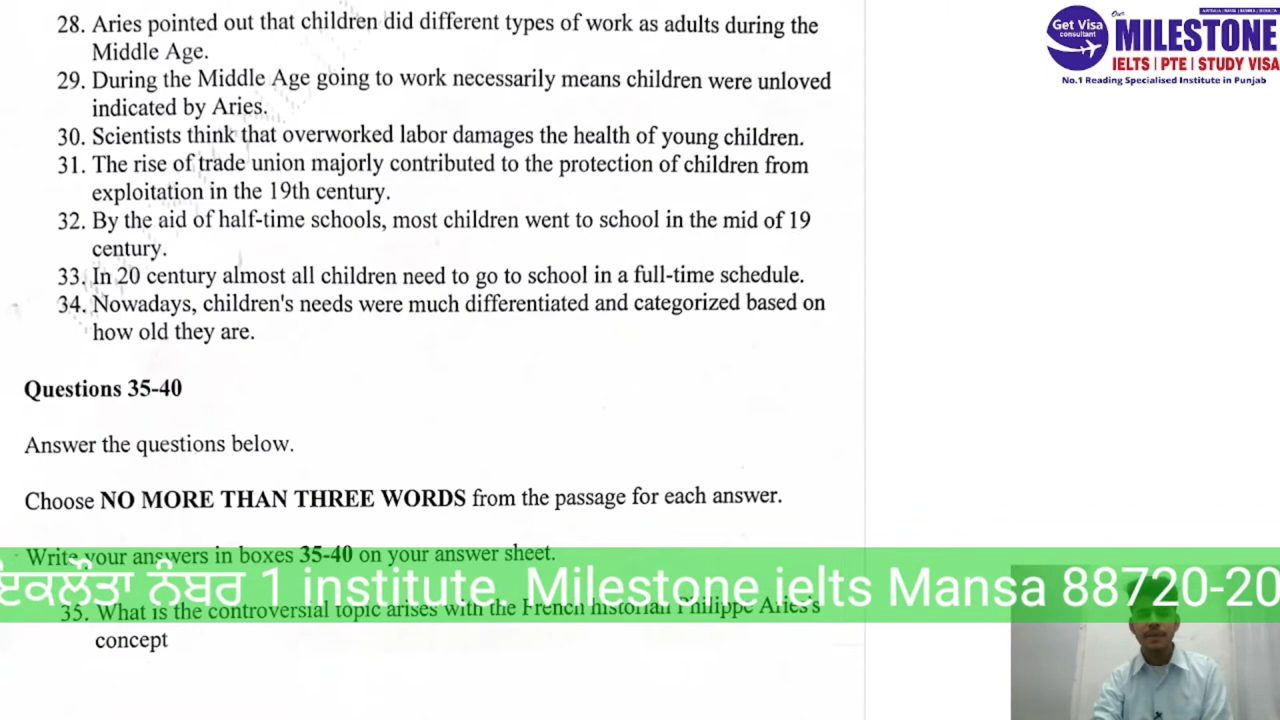 28. Aries pointed out that children did different types of work as adults during the
Middle Age.
29. During the Middle Age going to work necessarily means children were unloved
indicated by Aries.
30. Scientists think that overworked labor damages the health of young children.
31. The rise of trade union majorly contributed to the protection of children from
exploitation in the 19th century.
32. By the aid of half-time schools, most children went to school in the mid of 19
century.
33. In 20 century almost all children need to go to school in a full-time schedule.
34. Nowadays, children's needs were much differentiated and categorized based on
how old they are.
Questions 35-40
Answer the questions below.
Choose NO MORE THAN THREE WORDS from the passage for each answer.
Write your answers in boxes 35-40 on your answer sheet.
ਇਕਲੌਤਾ ਨੰਬਰ 1 institute. Milestone ielts Mansa 88720-20
35. What is the controversial topic arises with the French historian Philippe Aries's
concept
Get Visa
consultant
Our
MILESTONE
IELTS | PTE | STUDY VISA
No.1 Reading Specialised Institute in Punjab